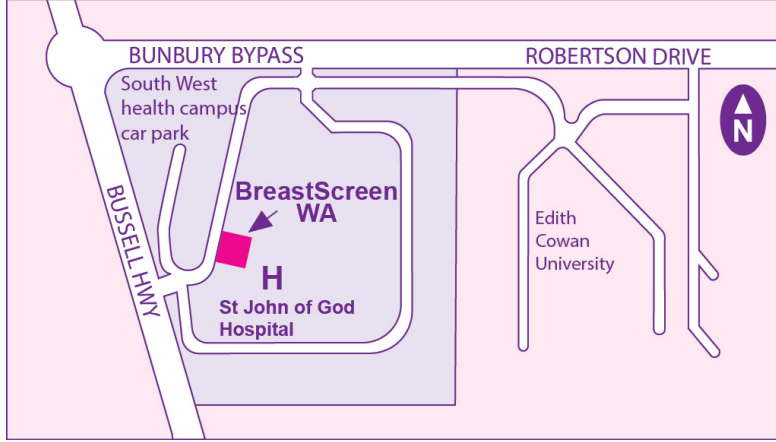 BUNBURY BYPASS
ROBERTSON DRIVE
South West
health campus
car park
N
BreastScreen
WA
BUSSELL HWY
Edith
Cowan
University
H
St John of God
Hospital